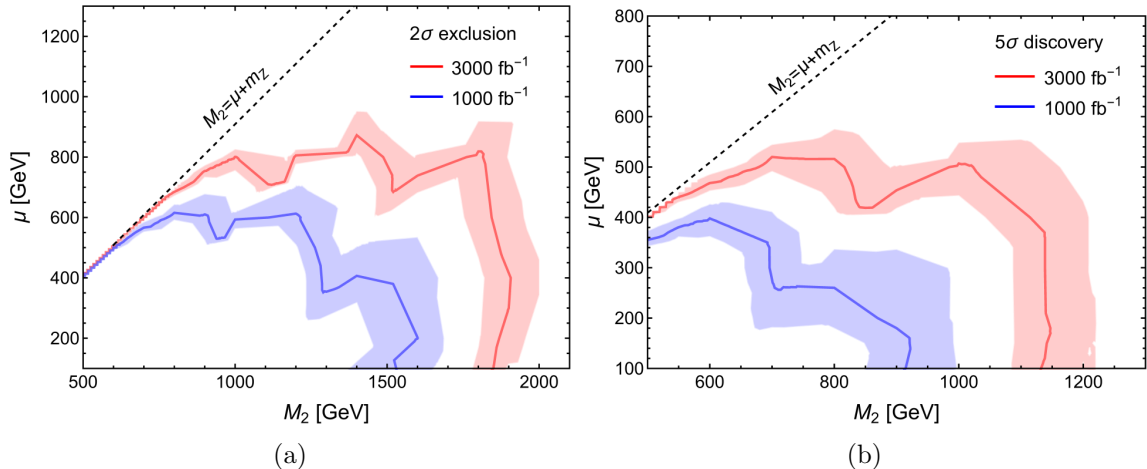 2σ exclusion
3000 fb⁻¹
1000 fb⁻¹
M₂=μ+m_Z
μ [GeV]
1200
1000
800
600
400
200
500 1000 1500 2000
M₂ [GeV]
(a)
5σ discovery
3000 fb⁻¹
1000 fb⁻¹
M₂=μ+m_Z
μ [GeV]
800
700
600
500
400
300
200
100
600 800 1000 1200
M₂ [GeV]
(b)